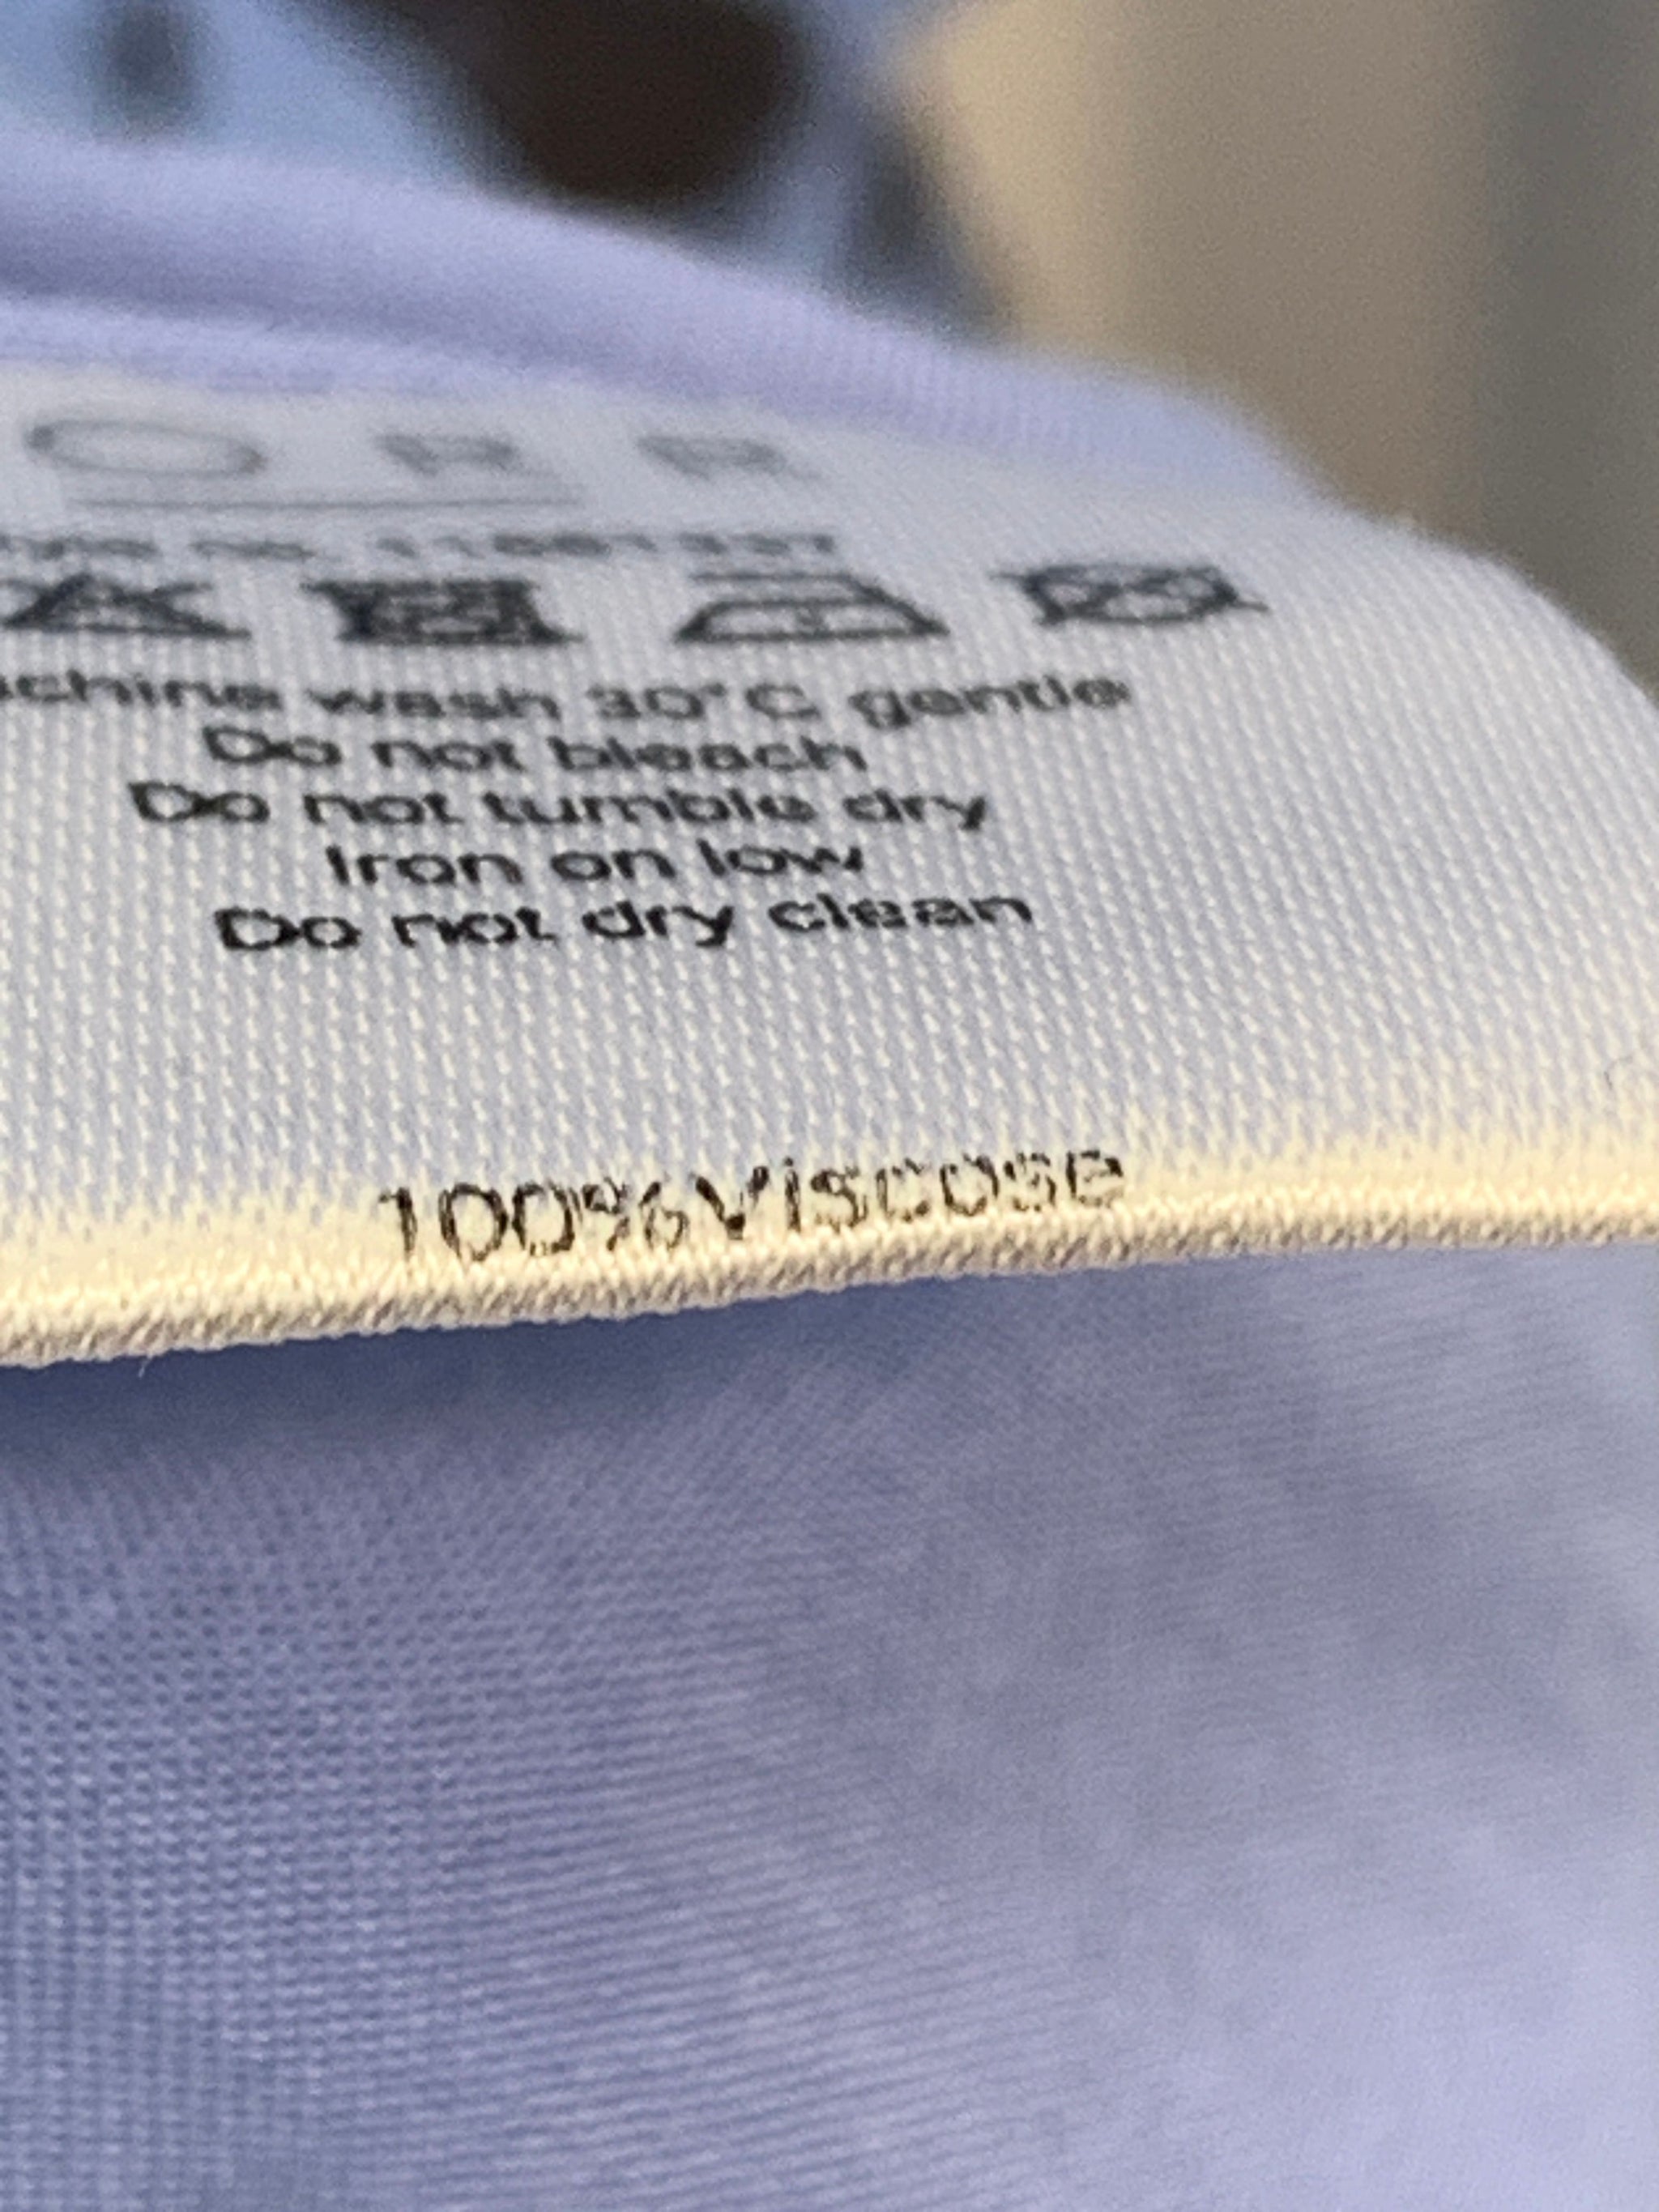 wash 30°C gentle
Do not bleach
Do not tumble dry
Iron on low
Do not dry clean
100%Viscose